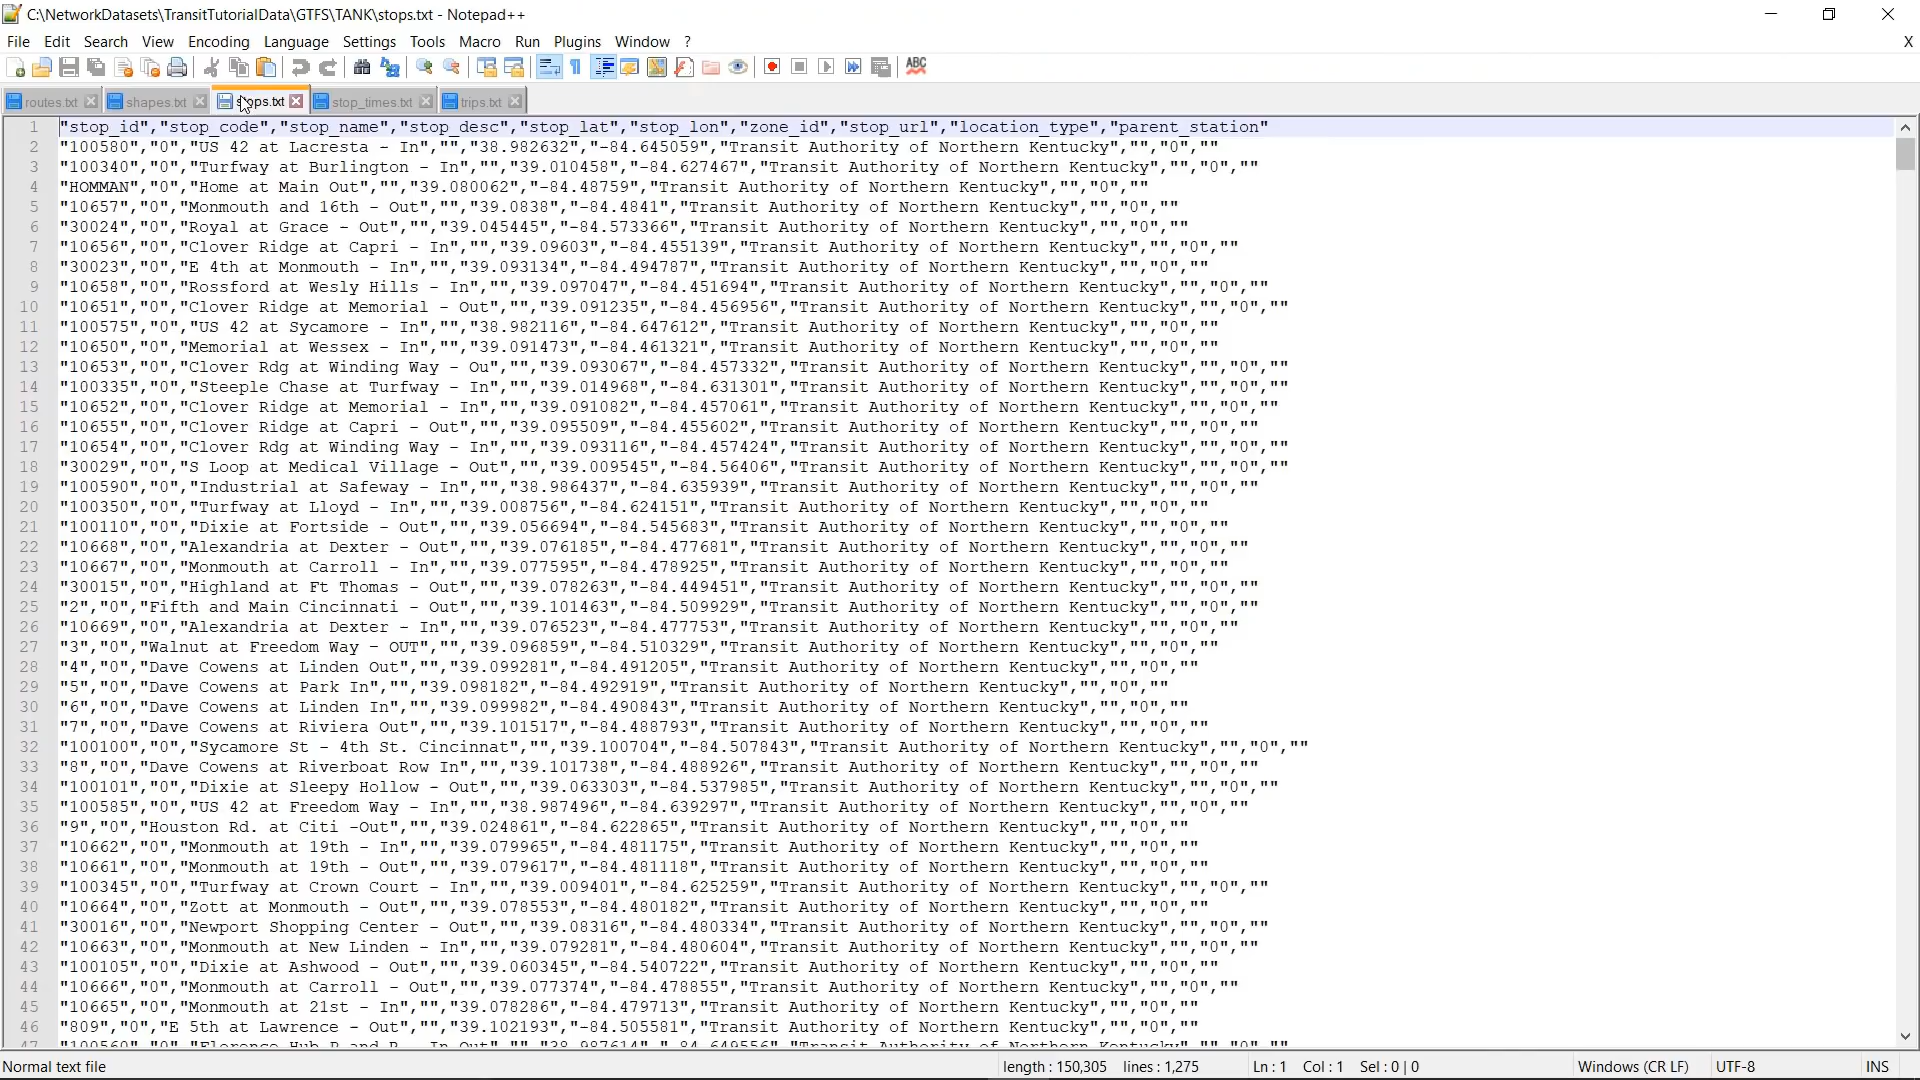 C:\NetworkDatasets\TransitTutorialData\GTFS\TANK\stops.txt - Notepad++
File Edit Search View Encoding Language Settings Tools Macro Run Plugins Window ? X
ABC
routes.txt shapes.txt stops.txt stop_times.txt trips.txt
1 "stop_id","stop_code","stop_name","stop_desc","stop_lat","stop_lon","zone_id","stop_url","location_type","parent_station"
2 "100580","0","US 42 at Lacresta - In","","38.982632","-84.645059","Transit Authority of Northern Kentucky","","0",""
3 "100340","0","Turfway at Burlington - In","","39.010458","-84.627467","Transit Authority of Northern Kentucky","","0",""
4 "HOMMAN","0","Home at Main Out","","39.080062","-84.48759","Transit Authority of Northern Kentucky","","0",""
5 "10657","0","Monmouth and 16th - Out","","39.0838","-84.4841","Transit Authority of Northern Kentucky","","0",""
6 "30024","0","Royal at Grace - Out","","39.045445","-84.573366","Transit Authority of Northern Kentucky","","0",""
7 "10656","0","Clover Ridge at Capri - In","","39.09603","-84.455139","Transit Authority of Northern Kentucky","","0",""
8 "30023","0","E 4th at Monmouth - In","","39.093134","-84.494787","Transit Authority of Northern Kentucky","","0",""
9 "10658","0","Rossford at Wesly Hills - In","","39.097047","-84.451694","Transit Authority of Northern Kentucky","","0",""
10 "10651","0","Clover Ridge at Memorial - Out","","39.091235","-84.456956","Transit Authority of Northern Kentucky","","0",""
11 "100575","0","US 42 at Sycamore - In","","38.982116","-84.647612","Transit Authority of Northern Kentucky","","0",""
12 "10650","0","Memorial at Wessex - In","","39.091473","-84.461321","Transit Authority of Northern Kentucky","","0",""
13 "10653","0","Clover Rdg at Winding Way - Ou","","39.093067","-84.457332","Transit Authority of Northern Kentucky","","0",""
14 "100335","0","Steeple Chase at Turfway - In","","39.014968","-84.631301","Transit Authority of Northern Kentucky","","0",""
15 "10652","0","Clover Ridge at Memorial - In","","39.091082","-84.457061","Transit Authority of Northern Kentucky","","0",""
16 "10655","0","Clover Ridge at Capri - Out","","39.095509","-84.455602","Transit Authority of Northern Kentucky","","0",""
17 "10654","0","Clover Rdg at Winding Way - In","","39.093116","-84.457424","Transit Authority of Northern Kentucky","","0",""
18 "30029","0","S Loop at Medical Village - Out","","39.009545","-84.56406","Transit Authority of Northern Kentucky","","0",""
19 "100590","0","Industrial at Safeway - In","","38.986437","-84.635939","Transit Authority of Northern Kentucky","","0",""
20 "100350","0","Turfway at Lloyd - In","","39.008756","-84.624151","Transit Authority of Northern Kentucky","","0",""
21 "100110","0","Dixie at Fortside - Out","","39.056694","-84.545683","Transit Authority of Northern Kentucky","","0",""
22 "10668","0","Alexandria at Dexter - Out","","39.076185","-84.477681","Transit Authority of Northern Kentucky","","0",""
23 "10667","0","Monmouth at Carroll - In","","39.077595","-84.478925","Transit Authority of Northern Kentucky","","0",""
24 "30015","0","Highland at Ft Thomas - Out","","39.078263","-84.449451","Transit Authority of Northern Kentucky","","0",""
25 "2","0","Fifth and Main Cincinnati - Out","","39.101463","-84.509929","Transit Authority of Northern Kentucky","","0",""
26 "10669","0","Alexandria at Dexter - In","","39.076523","-84.477753","Transit Authority of Northern Kentucky","","0",""
27 "3","0","Walnut at Freedom Way - OUT","","39.096859","-84.510329","Transit Authority of Northern Kentucky","","0",""
28 "4","0","Dave Cowens at Linden Out","","39.099281","-84.491205","Transit Authority of Northern Kentucky","","0",""
29 "5","0","Dave Cowens at Park In","","39.098182","-84.492919","Transit Authority of Northern Kentucky","","0",""
30 "6","0","Dave Cowens at Linden In","","39.099982","-84.490843","Transit Authority of Northern Kentucky","","0",""
31 "7","0","Dave Cowens at Riviera Out","","39.101517","-84.488793","Transit Authority of Northern Kentucky","","0",""
32 "100100","0","Sycamore St - 4th St. Cincinnat","","39.100704","-84.507843","Transit Authority of Northern Kentucky","","0",""
33 "8","0","Dave Cowens at Riverboat Row In","","39.101738","-84.488926","Transit Authority of Northern Kentucky","","0",""
34 "100101","0","Dixie at Sleepy Hollow - Out","","39.063303","-84.537985","Transit Authority of Northern Kentucky","","0",""
35 "100585","0","US 42 at Freedom Way - In","","38.987496","-84.639297","Transit Authority of Northern Kentucky","","0",""
36 "9","0","Houston Rd. at Citi -Out","","39.024861","-84.622865","Transit Authority of Northern Kentucky","","0",""
37 "10662","0","Monmouth at 19th - In","","39.079965","-84.481175","Transit Authority of Northern Kentucky","","0",""
38 "10661","0","Monmouth at 19th - Out","","39.079617","-84.481118","Transit Authority of Northern Kentucky","","0",""
39 "100345","0","Turfway at Crown Court - In","","39.009401","-84.625259","Transit Authority of Northern Kentucky","","0",""
40 "10664","0","Zott at Monmouth - Out","","39.078553","-84.480182","Transit Authority of Northern Kentucky","","0",""
41 "30016","0","Newport Shopping Center - Out","","39.08316","-84.480334","Transit Authority of Northern Kentucky","","0",""
42 "10663","0","Monmouth at New Linden - In","","39.079281","-84.480604","Transit Authority of Northern Kentucky","","0",""
43 "100105","0","Dixie at Ashwood - Out","","39.060345","-84.540722","Transit Authority of Northern Kentucky","","0",""
44 "10666","0","Monmouth at Carroll - Out","","39.077374","-84.478855","Transit Authority of Northern Kentucky","","0",""
45 "10665","0","Monmouth at 21st - In","","39.078286","-84.479713","Transit Authority of Northern Kentucky","","0",""
46 "809","0","E 5th at Lawrence - Out","","39.102193","-84.505581","Transit Authority of Northern Kentucky","","0",""
Normal text file length : 150,305 lines : 1,275 Ln : 1 Col : 1 Sel : 0 | 0 Windows (CR LF) UTF-8 INS